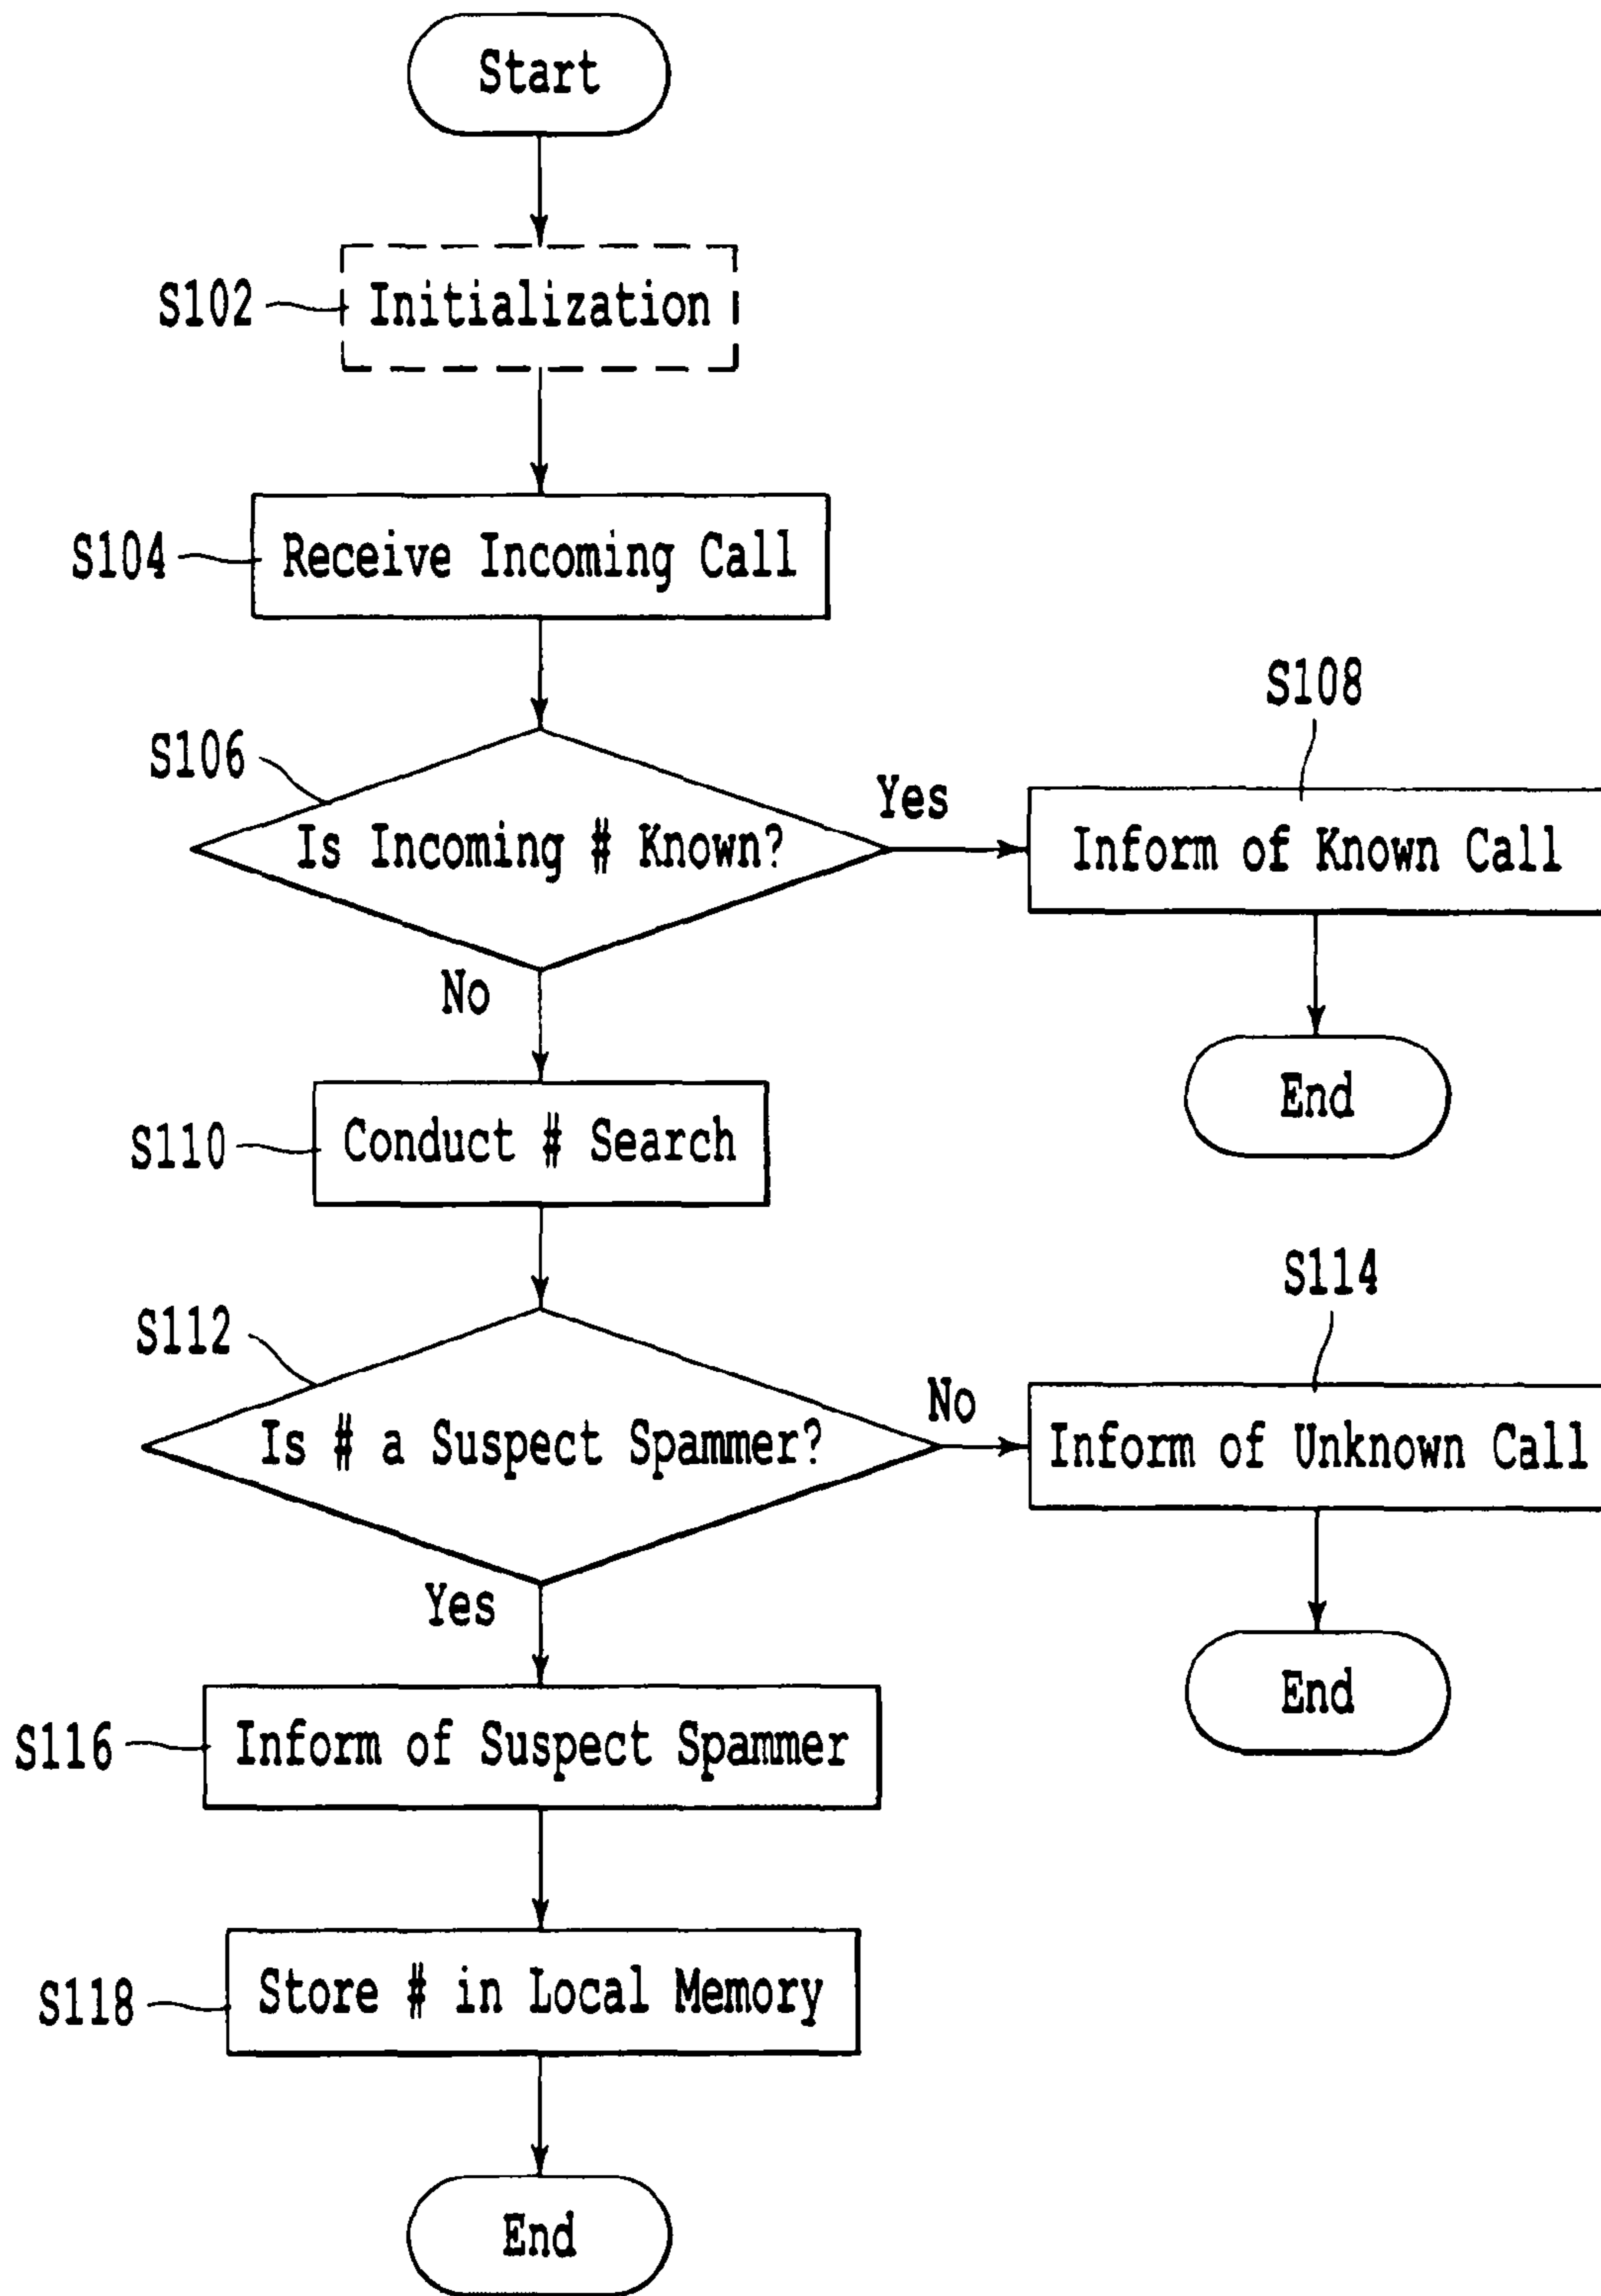 Start
S102
Initialization
S104
Receive Incoming Call
S106
Is Incoming # Known?
Yes
S108
Inform of Known Call
End
No
S110
Conduct # Search
S112
Is # a Suspect Spammer?
No
S114
Inform of Unknown Call
End
Yes
S116
Inform of Suspect Spammer
S118
Store # in Local Memory
End